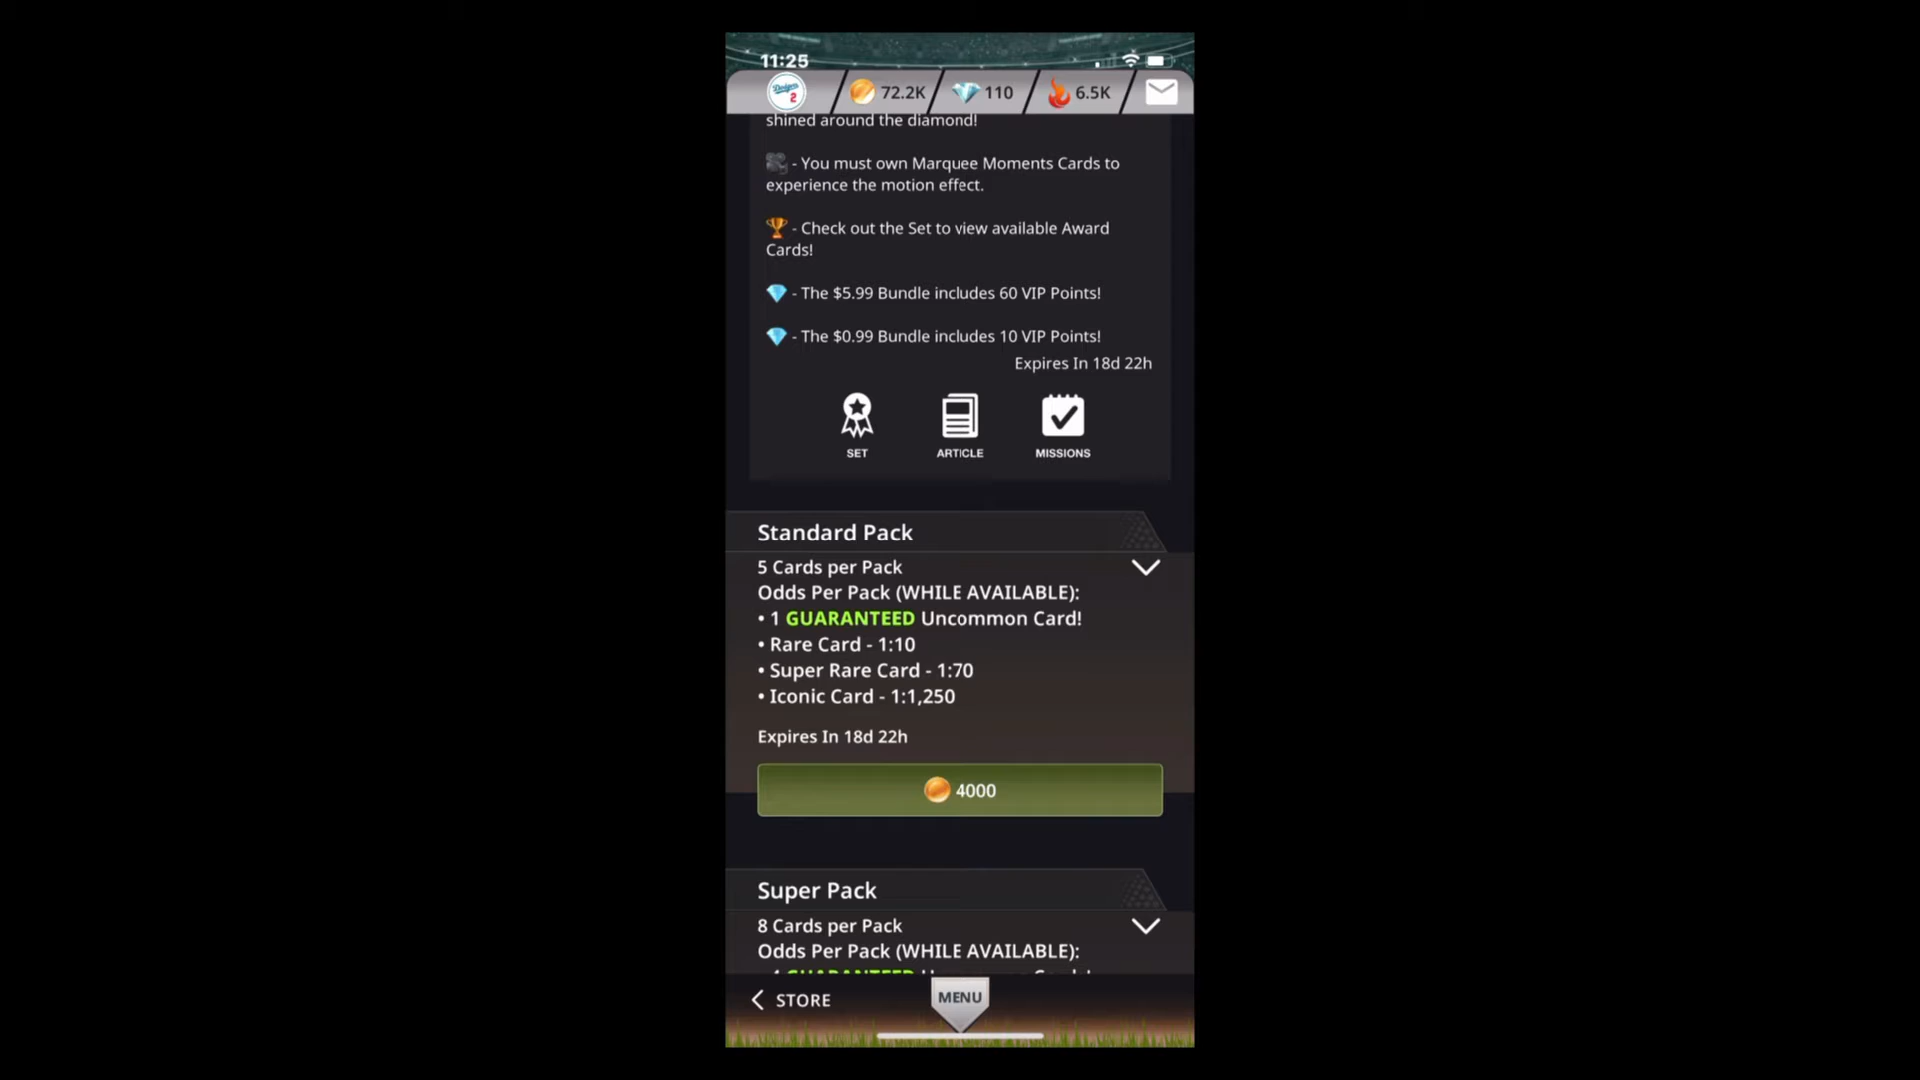 11:25
Dodgers
2
72.2K
110
6.5K
shined around the diamond!
- You must own Marquee Moments Cards to
experience the motion effect.
- Check out the Set to view available Award
Cards!
- The $5.99 Bundle includes 60 VIP Points!
- The $0.99 Bundle includes 10 VIP Points!
Expires In 18d 22h
SET
ARTICLE
MISSIONS
Standard Pack
5 Cards per Pack
Odds Per Pack (WHILE AVAILABLE):
• 1 GUARANTEED Uncommon Card!
• Rare Card - 1:10
• Super Rare Card - 1:70
• Iconic Card - 1:1,250
Expires In 18d 22h
4000
Super Pack
8 Cards per Pack
Odds Per Pack (WHILE AVAILABLE):
STORE
MENU